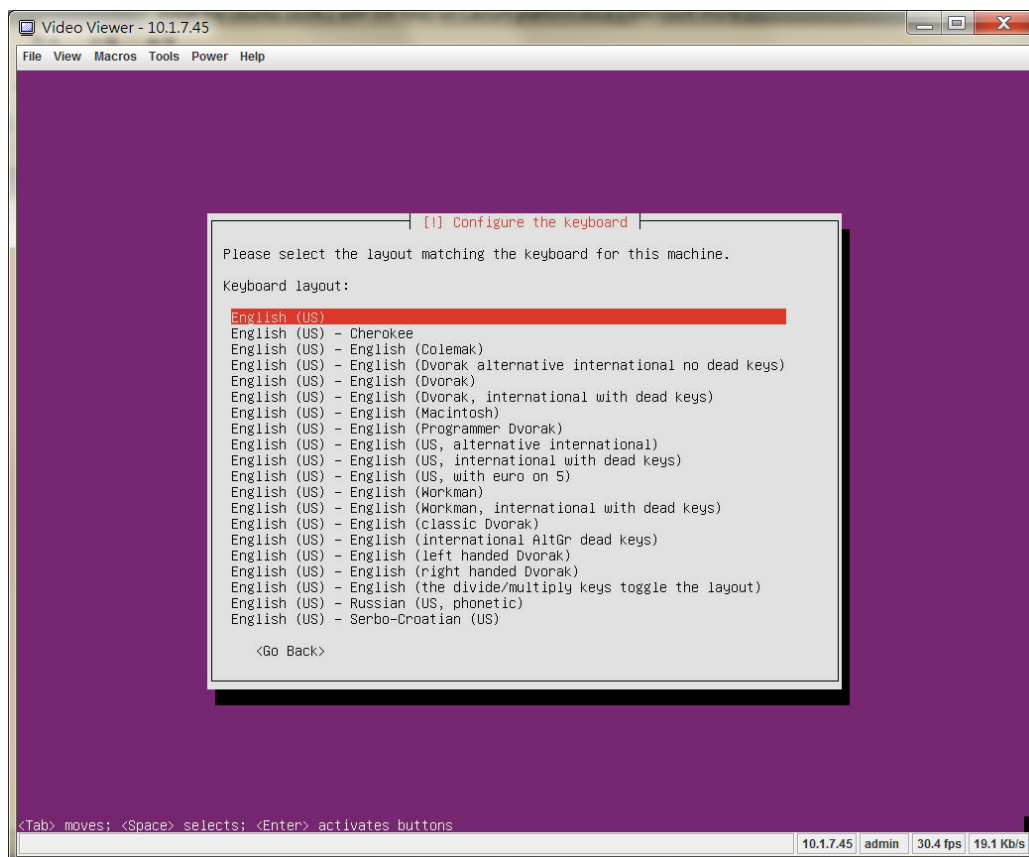 Video Viewer - 10.1.7.45
File View Macros Tools Power Help
[!] Configure the keyboard
Please select the layout matching the keyboard for this machine.
Keyboard layout:
English (US)
English (US) - Cherokee
English (US) - English (Colemak)
English (US) - English (Dvorak alternative international no dead keys)
English (US) - English (Dvorak)
English (US) - English (Dvorak, international with dead keys)
English (US) - English (Macintosh)
English (US) - English (Programmer Dvorak)
English (US) - English (US, alternative international)
English (US) - English (US, international with dead keys)
English (US) - English (US, with euro on 5)
English (US) - English (Workman)
English (US) - English (Workman, international with dead keys)
English (US) - English (classic Dvorak)
English (US) - English (international AltGr dead keys)
English (US) - English (left handed Dvorak)
English (US) - English (right handed Dvorak)
English (US) - English (the divide/multiply keys toggle the layout)
English (US) - Russian (US, phonetic)
English (US) - Serbo-Croatian (US)
<Go Back>
<Tab> moves; <Space> selects; <Enter> activates buttons
10.1.7.45 admin 30.4 fps 19.1 Kb/s